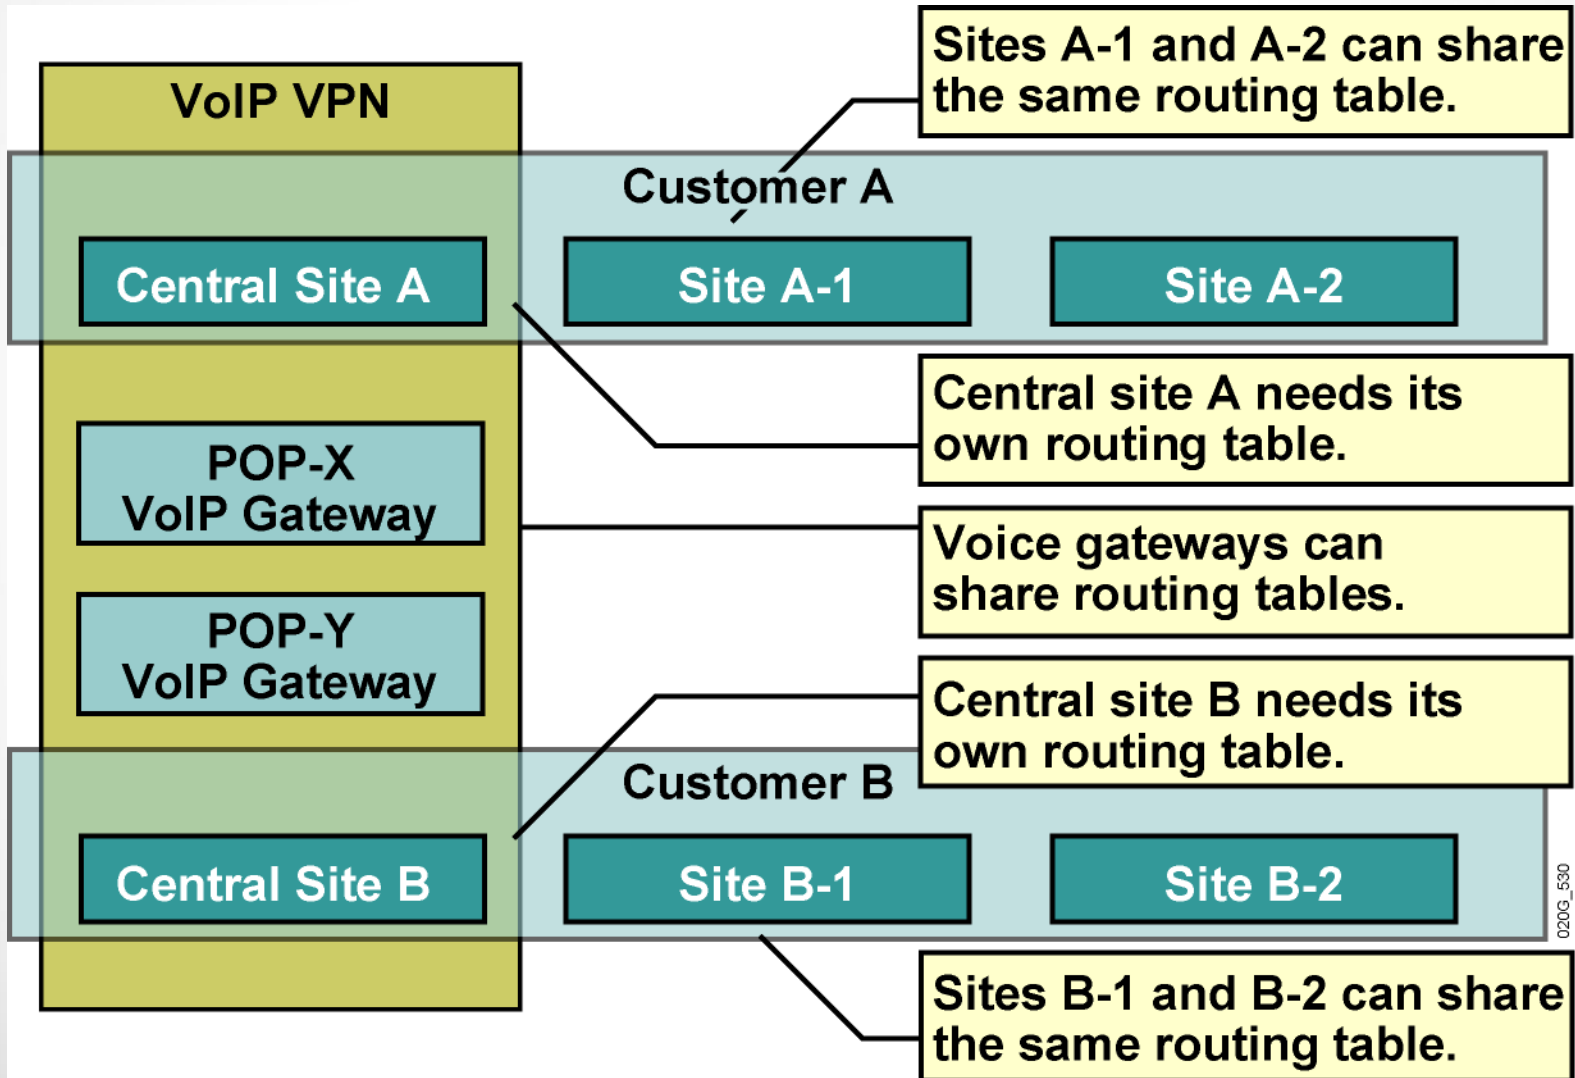 Sites A-1 and A-2 can share
the same routing table.
VoIP VPN
Customer A
Central Site A
Site A-1
Site A-2
Central site A needs its
own routing table.
POP-X
VoIP Gateway
Voice gateways can
share routing tables.
POP-Y
VoIP Gateway
Central site B needs its
own routing table.
Customer B
Central Site B
Site B-1
Site B-2
020G_530
Sites B-1 and B-2 can share
the same routing table.